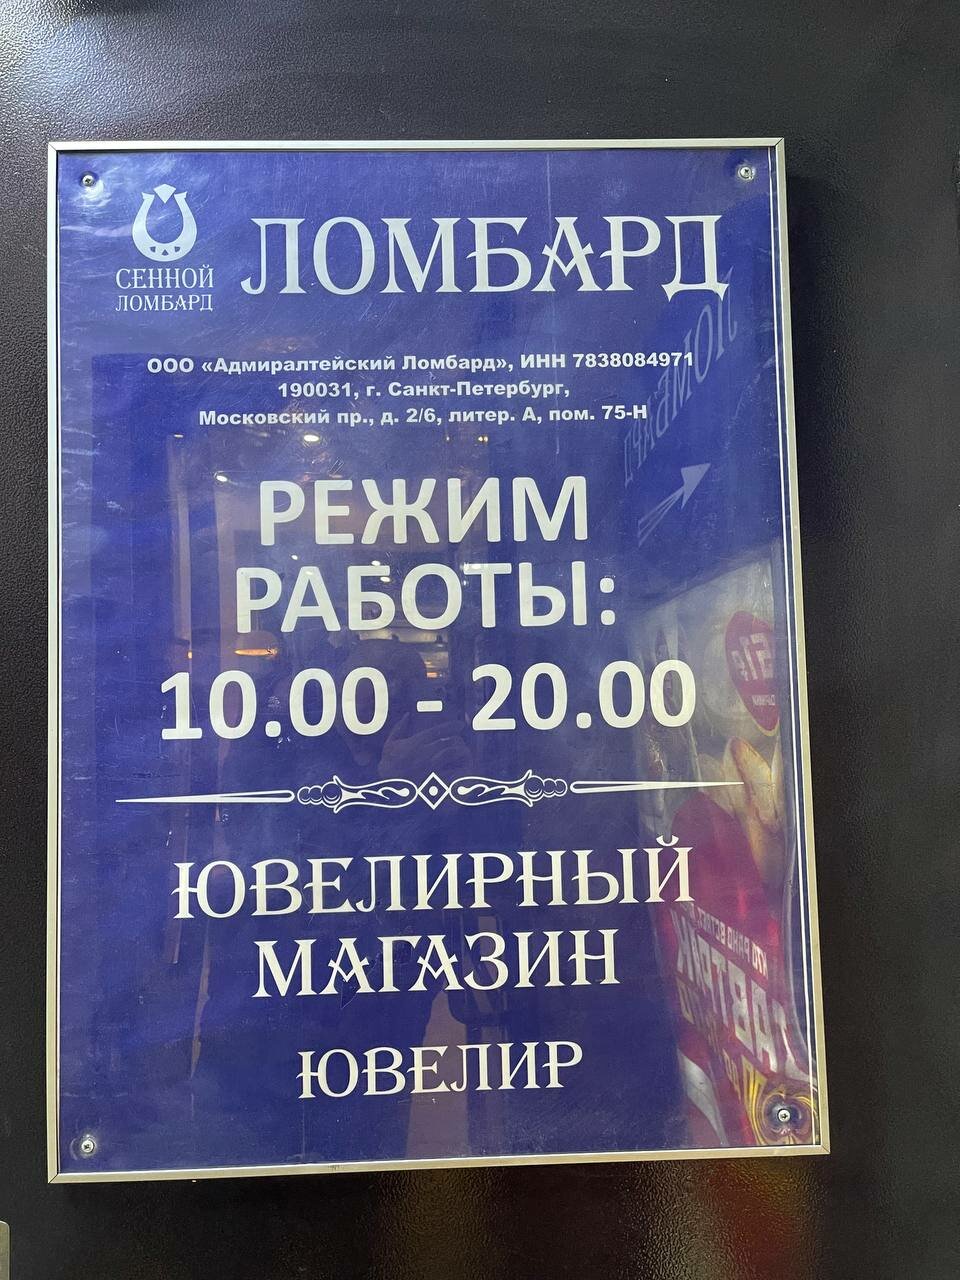 СЕННОЙ
ЛОМБАРД
ЛОМБАРД
ООО «Адмиралтейский Ломбард», ИНН 7838084971
190031, г. Санкт-Петербург,
Московский пр., д. 2/6, литер. А, пом. 75-Н
РЕЖИМ
РАБОТЫ:
10.00 - 20.00
ЮВЕЛИРНЫЙ
МАГАЗИН
ЮВЕЛИР
ЛОМБАРД